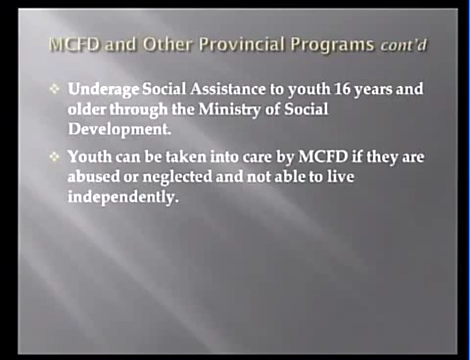 MCFD and Other Provincial Programs cont'd
Underage Social Assistance to youth 16 years and
older through the Ministry of Social
Development.
Youth can be taken into care by MCFD if they are
abused or neglected and not able to live
independently.